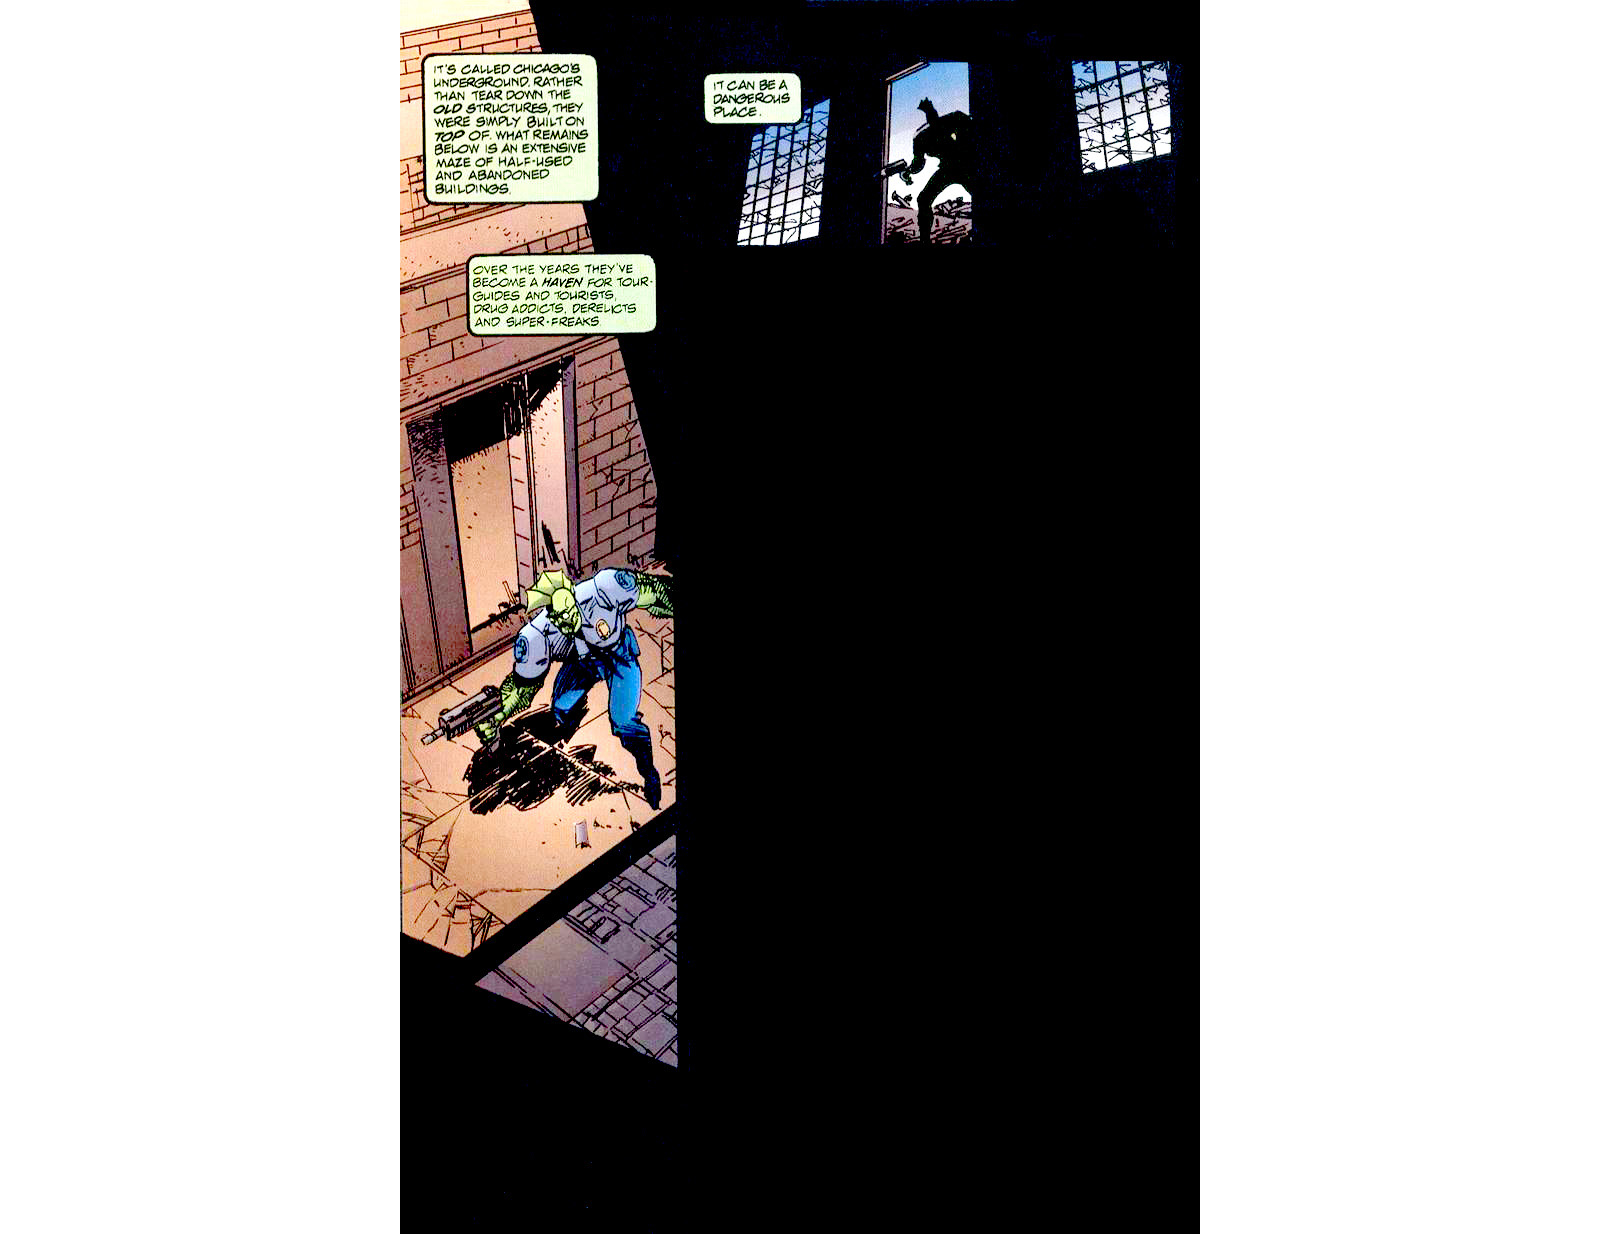 IT'S CALLED CHICAGO'S
UNDERGROUND. RATHER
THAN TEAR DOWN THE
OLD STRUCTURES, THEY
WERE SIMPLY BUILT ON
TOP OF. WHAT REMAINS
BELOW IS AN EXTENSIVE
MAZE OF HALF-USED
AND ABANDONED
BUILDINGS.
OVER THE YEARS THEY'VE
BECOME A HAVEN FOR TOUR-
GUIDES AND TOURISTS,
DRUG ADDICTS, DERELICTS
AND SUPER-FREAKS
IT CAN BE A
DANGEROUS
PLACE.